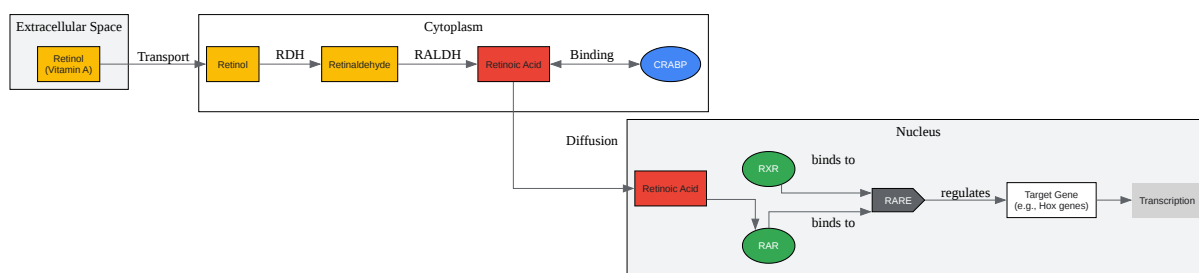 Extracellular Space
Retinol
(Vitamin A)
Transport
Cytoplasm
Retinol
RDH
Retinaldehyde
RALDH
Retinoic Acid
Binding
CRABP
Diffusion
Nucleus
Retinoic Acid
RXR
binds to
RAR
binds to
RARE
regulates
Target Gene
(e.g., Hox genes)
Transcription